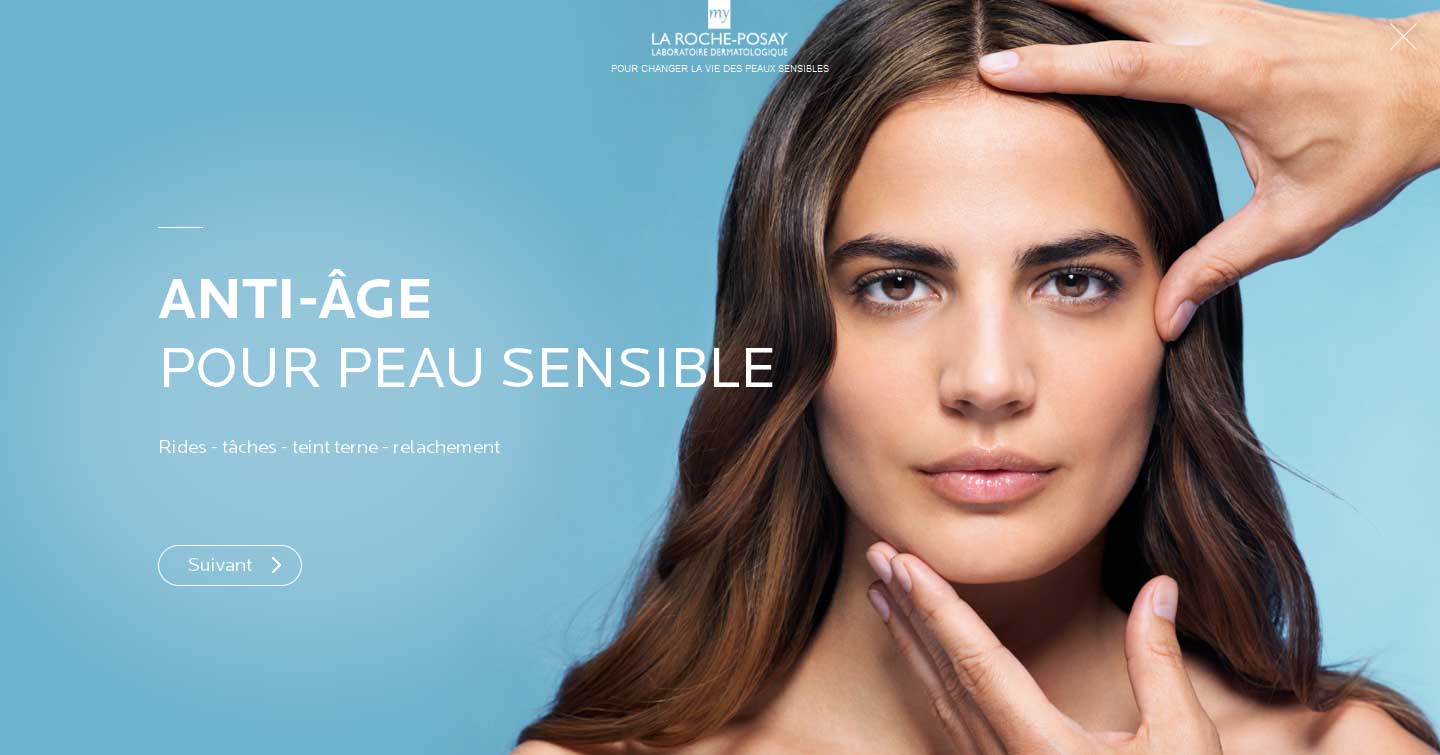 my
LA ROCHE-POSAY
LABORATOIRE DERMATOLOGIQUE
POUR CHANGER LA VIE DES PEAUX SENSIBLES
ANTI-ÂGE
POUR PEAU SENSIBLE
Rides - tâches - teint terne - relachement
Suivant